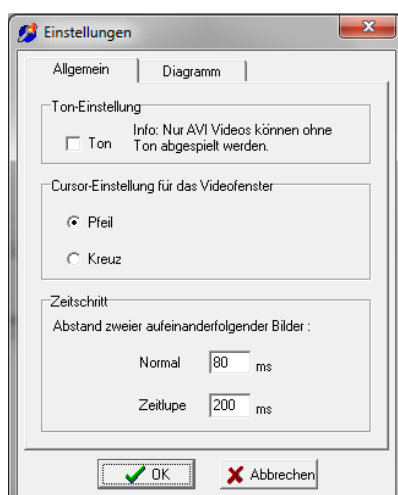 Einstellungen
Allgemein
Diagramm
Ton-Einstellung
Ton
Info: Nur AVI Videos können ohne
Ton abgespielt werden.
Cursor-Einstellung für das Videofenster
Pfeil
Kreuz
Zeitschritt
Abstand zweier aufeinanderfolgender Bilder :
Normal 80 ms
Zeitlupe 200 ms
OK
Abbrechen